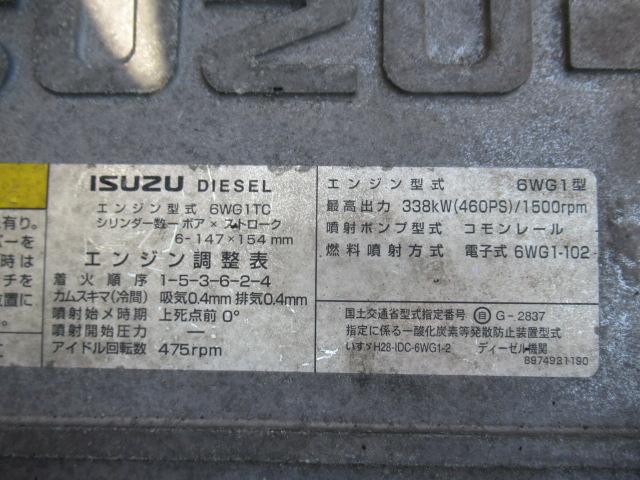 ISUZU
有り。
バーを
時は
チを
位置に
ISUZU DIESEL
エンジン型式 6WG1TC
シリンダー数ーボア×ストローク
6-147×154mm
エンジン調整表
着火順序 1-5-3-6-2-4
カムスキマ(冷間) 吸気0.4mm 排気0.4mm
噴射始メ時期 上死点前 0°
噴射開始圧力 ―
アイドル回転数 475rpm
エンジン型式 6WG1型
最高出力 338kW(460PS)/1500rpm
噴射ポンプ型式 コモンレール
燃料噴射方式 電子式 6WG1-102
国土交通省型式指定番号 自 G-2837
指定に係る一酸化炭素等発散防止装置型式
いすゞH28-IDC-6WG1-2 ディーゼル機関
8974921190